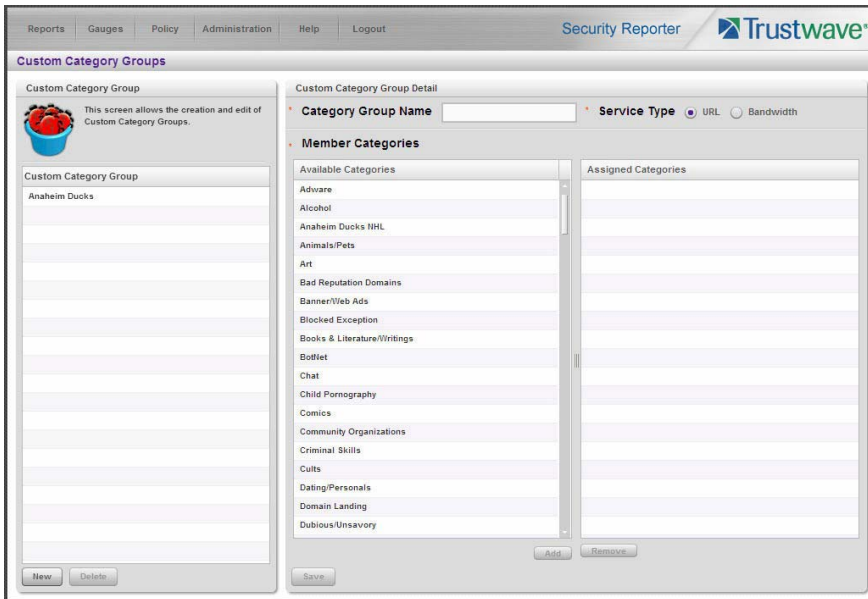 Reports Gauges Policy Administration Help Logout
Security Reporter
Trustwave®
Custom Category Groups
Custom Category Group
This screen allows the creation and edit of
Custom Category Groups.
Custom Category Group
Anaheim Ducks
New Delete
Custom Category Group Detail
* Category Group Name
* Service Type URL Bandwidth
* Member Categories
Available Categories
Adware
Alcohol
Anaheim Ducks NHL
Animals/Pets
Art
Bad Reputation Domains
Banner/Web Ads
Blocked Exception
Books & Literature/Writings
BotNet
Chat
Child Pornography
Comics
Community Organizations
Criminal Skills
Cults
Dating/Personals
Domain Landing
Dubious/Unsavory
Assigned Categories
Add Remove
Save